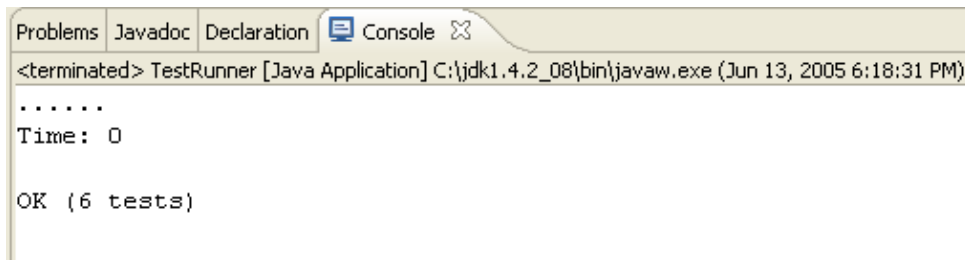 Problems Javadoc Declaration Console
<terminated> TestRunner [Java Application] C:\jdk1.4.2_08\bin\javaw.exe (Jun 13, 2005 6:18:31 PM)
......
Time: 0
OK (6 tests)